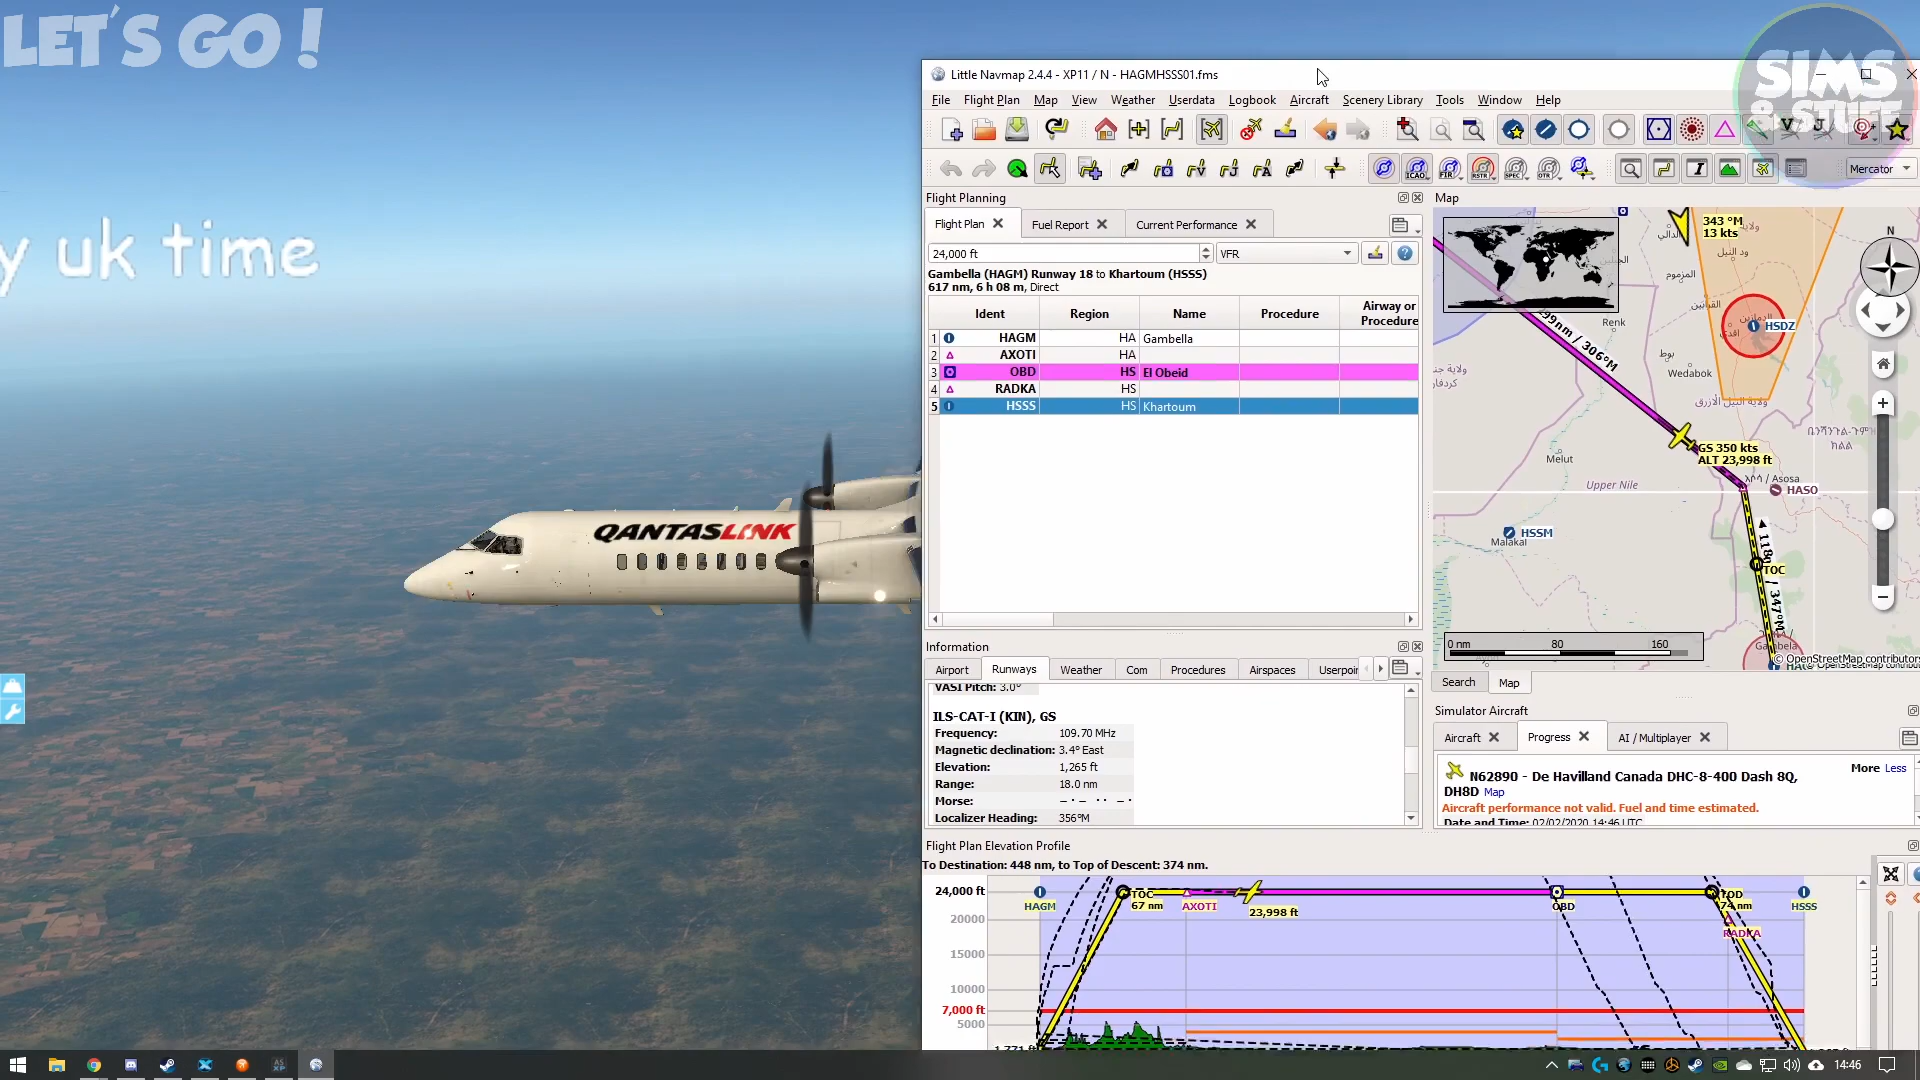 LET'S GO!
y uk time
QANTASLINK
SIMS
& STUFF
Little Navmap 2.4.4 - XP11 / N - HAGMHSSS01.fms
File Flight Plan Map View Weather Userdata Logbook Aircraft Scenery Library Tools Window Help
Mercator
Flight Planning
Flight Plan Fuel Report Current Performance
24,000 ft VFR
Gambella (HAGM) Runway 18 to Khartoum (HSSS)
617 nm, 6 h 08 m, Direct
Ident Region Name Procedure Airway or Procedure
1 HAGM HA Gambella
2 AXOTI HA
3 OBD HS El Obeid
4 RADKA HS
5 HSSS HS Khartoum
Information
Airport Runways Weather Com Procedures Airspaces Userpoin
VASI Pitch: 3.0°
ILS-CAT-I (KIN), GS
Frequency: 109.70 MHz
Magnetic declination: 3.4° East
Elevation: 1,265 ft
Range: 18.0 nm
Morse: - · - ·· - ·
Localizer Heading: 356°M
Map
343 °M
13 kts
N
HSDZ
Renk
306°M
Wedabok
GS 350 kts
ALT 23,998 ft
Melut
Upper Nile
Asosa
HASO
HSSM
Malakal
TOC
347°M
0 nm 80 160
© OpenStreetMap contributors
Search Map
Simulator Aircraft
Aircraft Progress AI / Multiplayer
N62890 - De Havilland Canada DHC-8-400 Dash 8Q,
DH8D Map
More Less
Aircraft performance not valid. Fuel and time estimated.
Date and Time: 02/02/2020 14:46 UTC
Flight Plan Elevation Profile
To Destination: 448 nm, to Top of Descent: 374 nm.
24,000 ft
20000
15000
10000
7,000 ft
5000
HAGM
TOC
67 nm
AXOTI
23,998 ft
OBD
TOD
74 nm
RADKA
HSSS
14:46